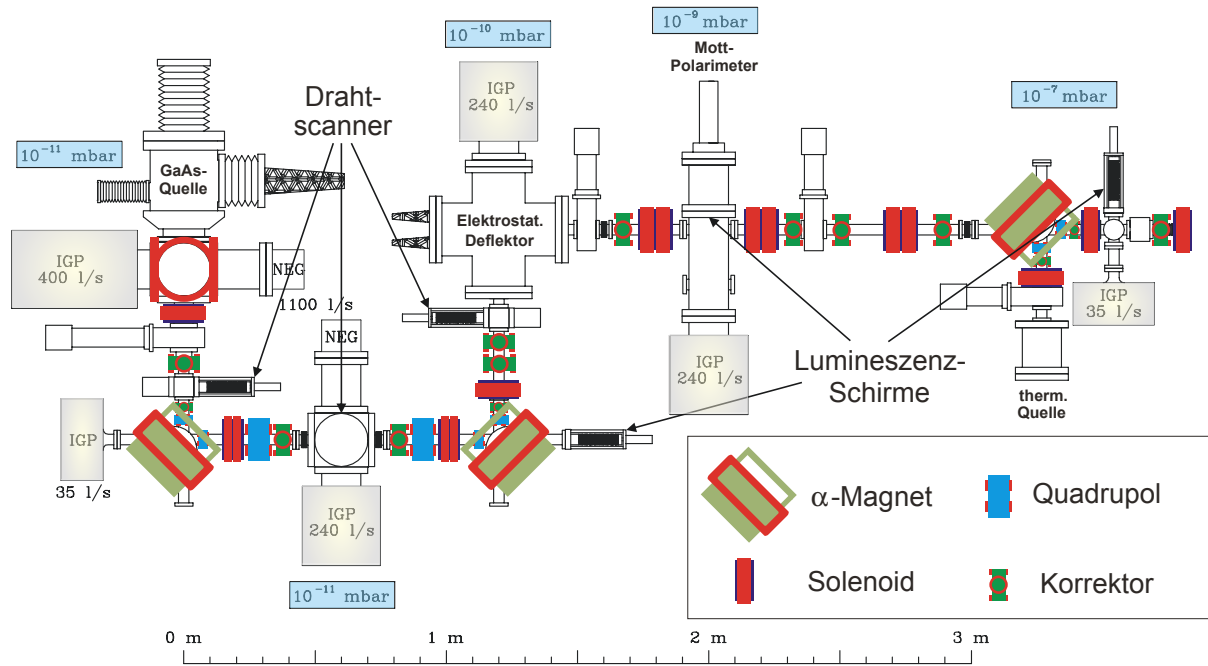 10⁻¹⁰ mbar
10⁻⁹ mbar
Mott-
Polarimeter
IGP
240 l/s
Draht-
scanner
10⁻⁷ mbar
10⁻¹¹ mbar
GaAs-
Quelle
Elektrostat.
Deflektor
IGP
400 l/s
NEG
1100 l/s
IGP
35 l/s
NEG
IGP
240 l/s
Lumineszenz-
Schirme
therm.
Quelle
IGP
35 l/s
IGP
240 l/s
10⁻¹¹ mbar
α-Magnet
Quadrupol
Solenoid
Korrektor
0 m
1 m
2 m
3 m